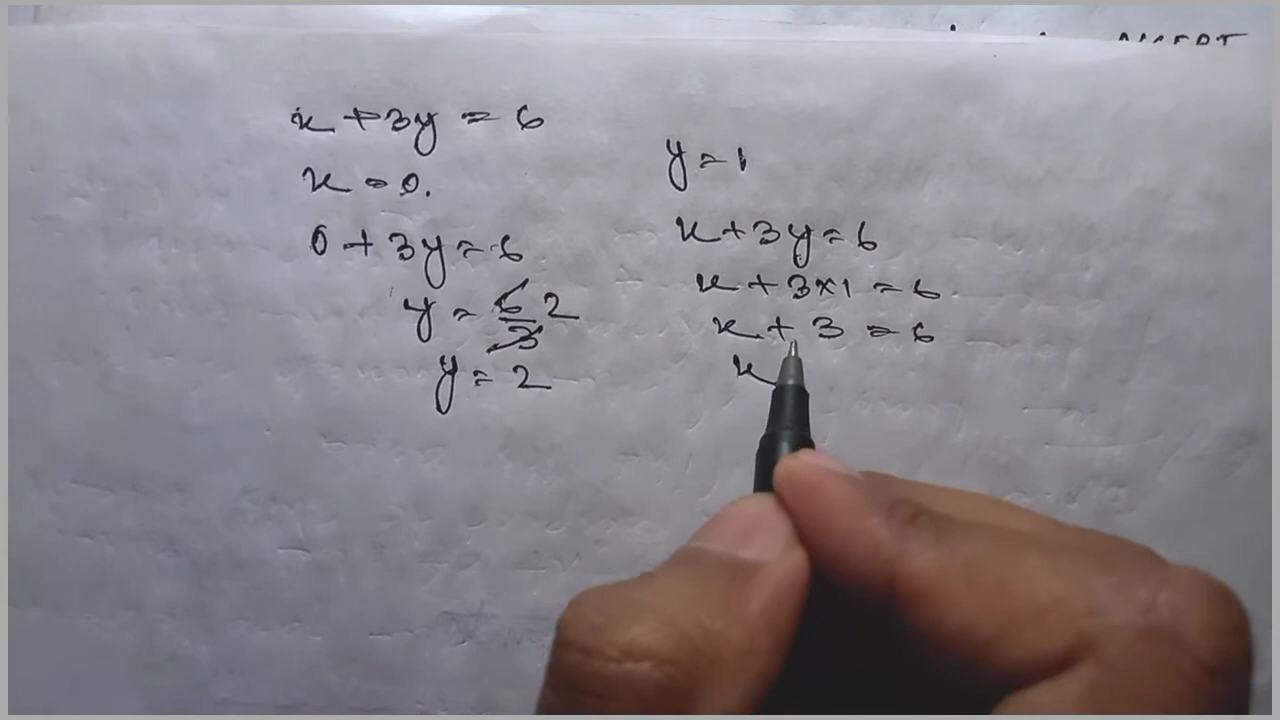 x + 3y = 6
x = 0.
0 + 3y = 6
y = 6/3 2
y = 2
y = 1
x + 3y = 6
x + 3×1 = 6
x + 3 = 6
x